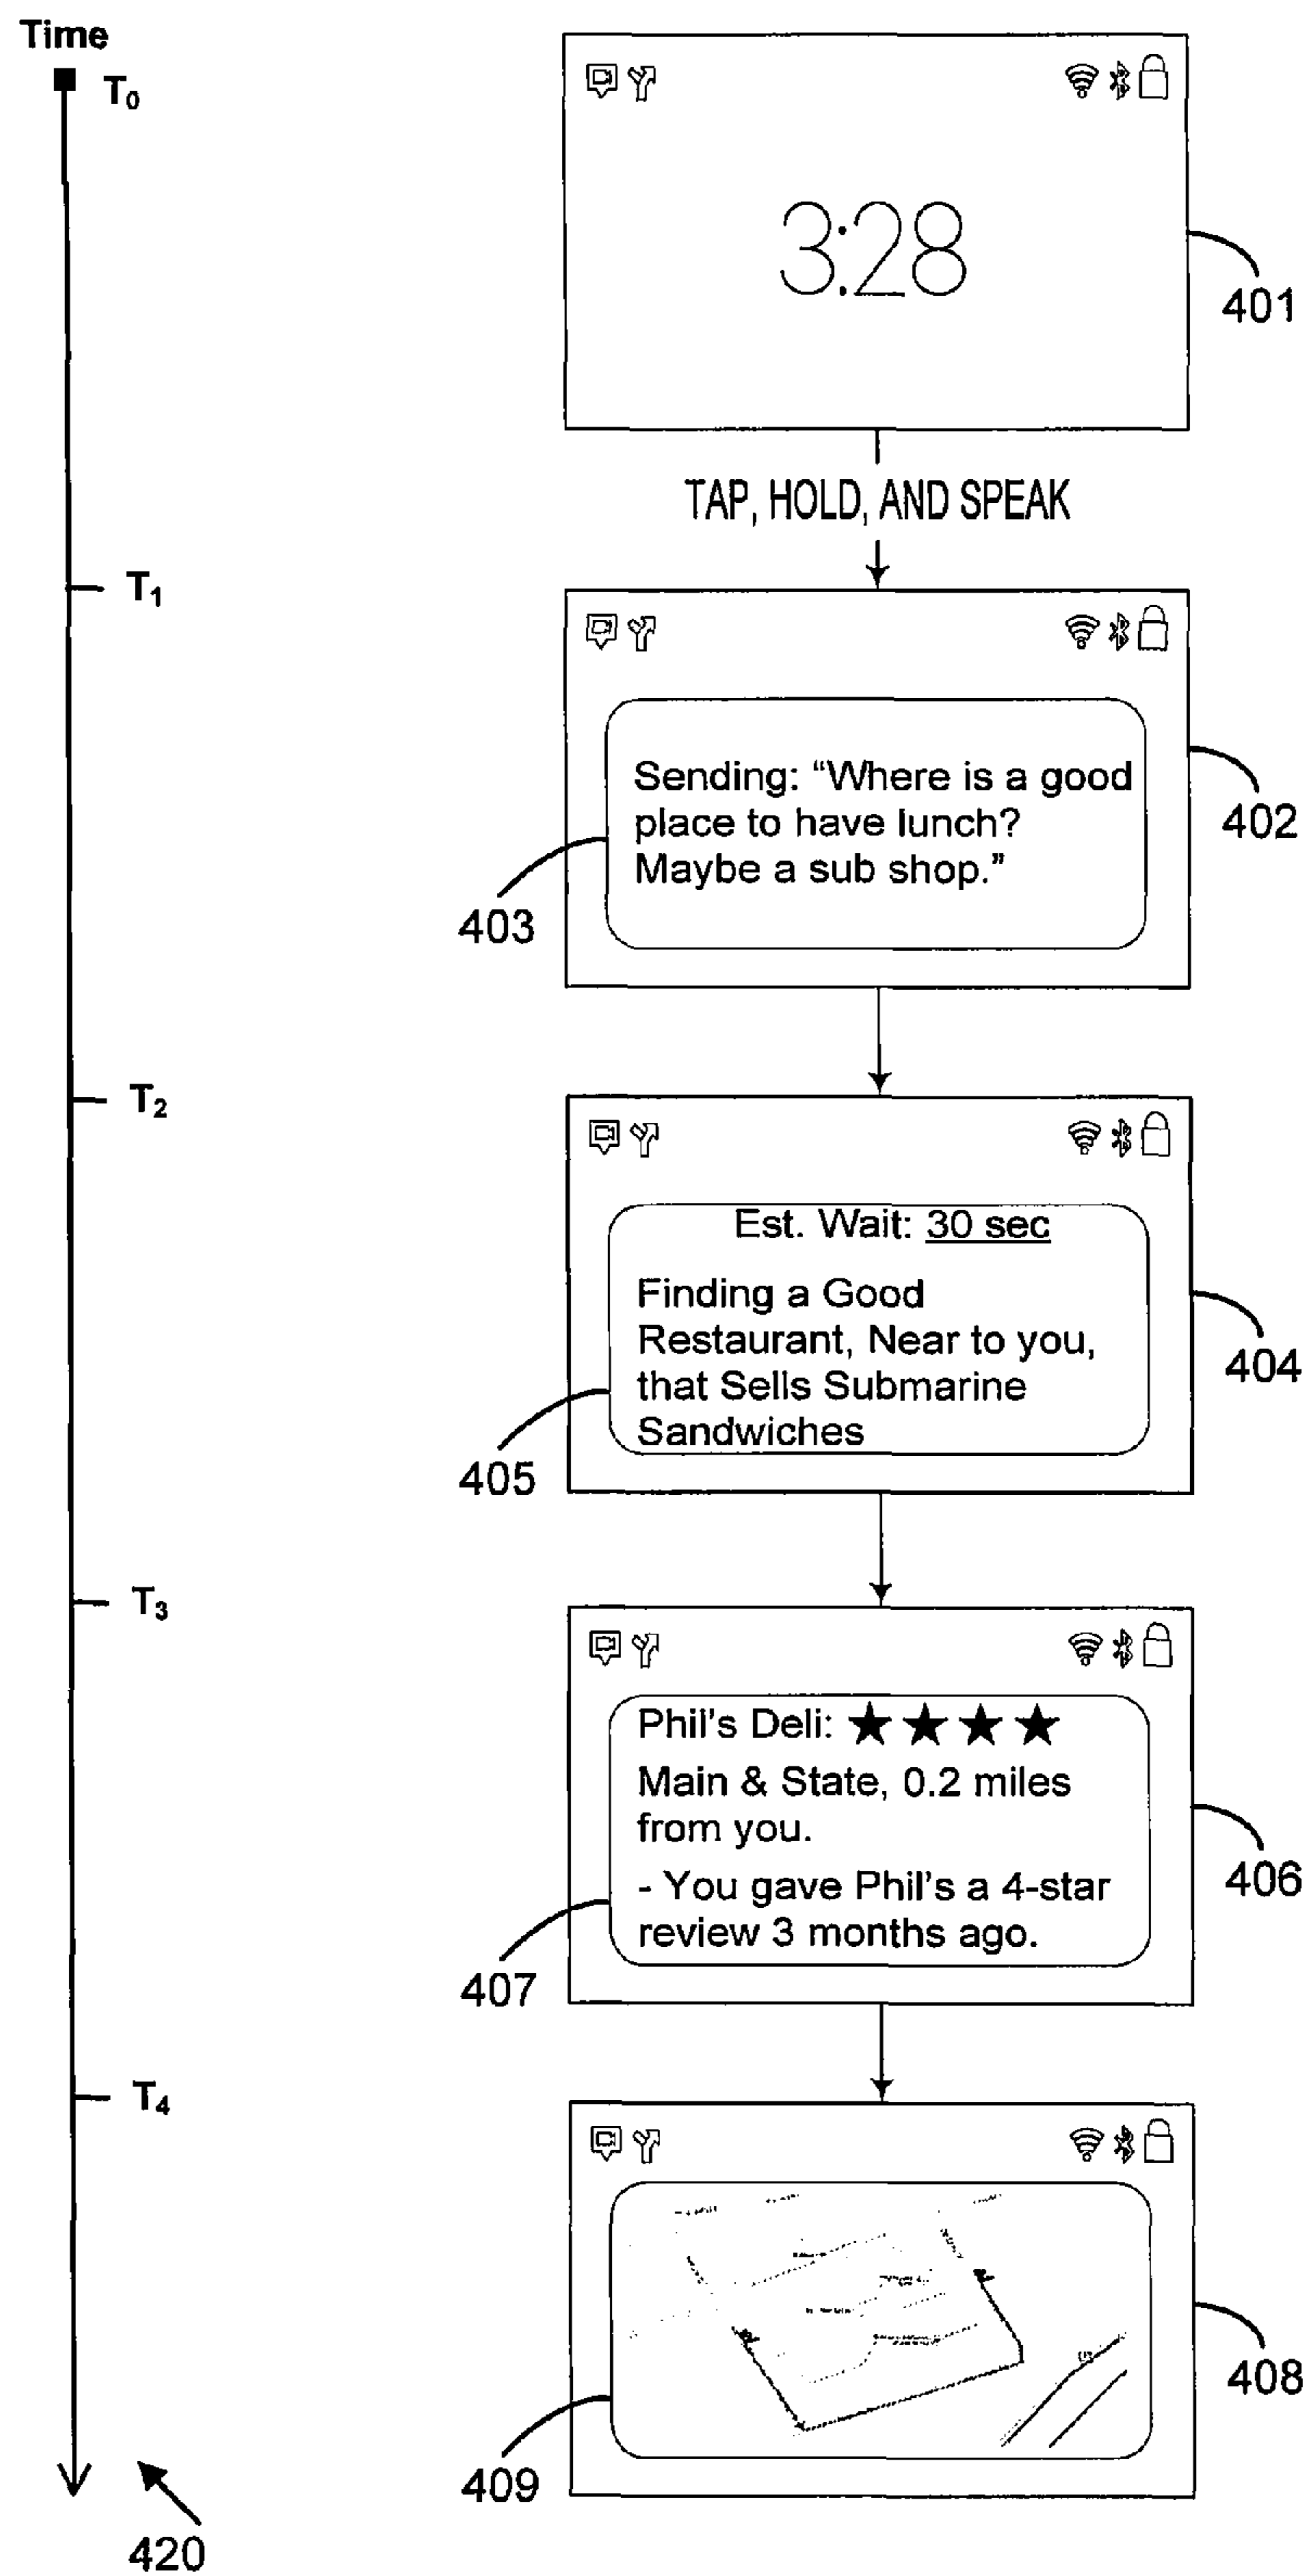 Time
T₀
3:28
401
TAP, HOLD, AND SPEAK
T₁
Sending: “Where is a good
place to have lunch?
Maybe a sub shop.”
402
403
T₂
Est. Wait: 30 sec
Finding a Good
Restaurant, Near to you,
that Sells Submarine
Sandwiches
404
405
T₃
Phil's Deli: ★ ★ ★ ★
Main & State, 0.2 miles
from you.
- You gave Phil's a 4-star
review 3 months ago.
406
407
T₄
408
409
420